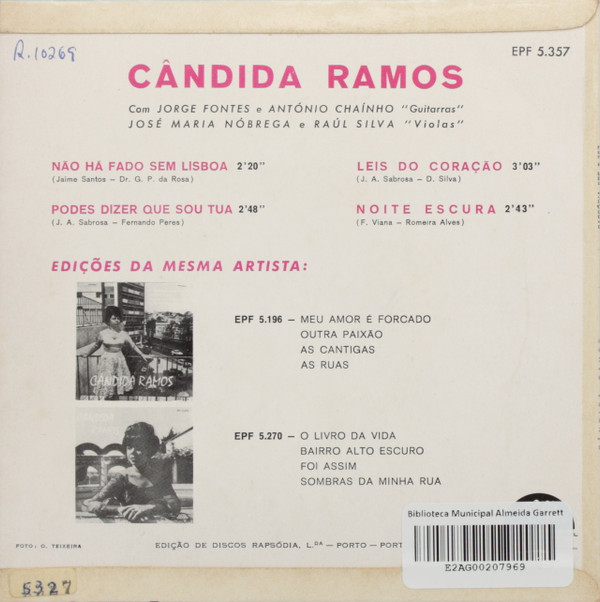 R.10269
EPF 5.357
CÂNDIDA RAMOS
Com JORGE FONTES e ANTÓNIO CHAÍNHO "Guitarras"
JOSÉ MARIA NÓBREGA e RAÚL SILVA "Violas"
NÃO HÁ FADO SEM LISBOA 2'20"
(Jaime Santos – Dr. G. P. da Rosa)
PODES DIZER QUE SOU TUA 2'48"
(J. A. Sabrosa – Fernando Peres)
LEIS DO CORAÇÃO 3'03"
(J. A. Sabrosa – D. Silva)
NOITE ESCURA 2'43"
(F. Viana – Romeira Alves)
EDIÇÕES DA MESMA ARTISTA:
CÂNDIDA RAMOS
EPF 5.196 – MEU AMOR É FORCADO
OUTRA PAIXÃO
AS CANTIGAS
AS RUAS
EPF 5.270 – O LIVRO DA VIDA
BAIRRO ALTO ESCURO
FOI ASSIM
SOMBRAS DA MINHA RUA
Biblioteca Municipal Almeida Garrett
E2AG00207969
FOTO: G. TEIXEIRA
EDIÇÃO DE DISCOS RAPSÓDIA, L.DA – PORTO – PORT
5327